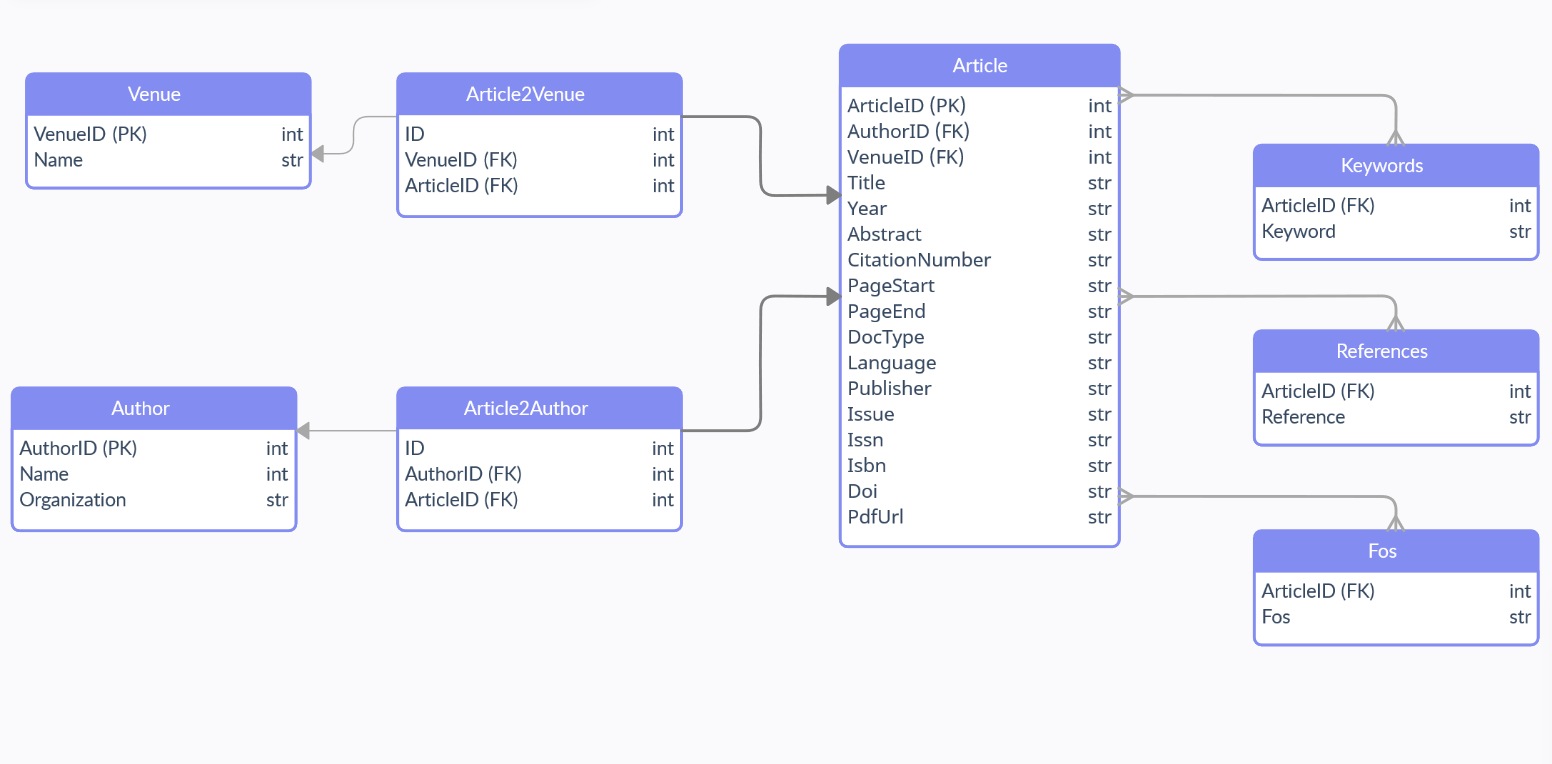 Venue
VenueID (PK) int
Name str
Article2Venue
ID int
VenueID (FK) int
ArticleID (FK) int
Article
ArticleID (PK) int
AuthorID (FK) int
VenueID (FK) int
Title str
Year str
Abstract str
CitationNumber str
PageStart str
PageEnd str
DocType str
Language str
Publisher str
Issue str
Issn str
Isbn str
Doi str
PdfUrl str
Keywords
ArticleID (FK) int
Keyword str
References
ArticleID (FK) int
Reference str
Fos
ArticleID (FK) int
Fos str
Author
AuthorID (PK) int
Name int
Organization str
Article2Author
ID int
AuthorID (FK) int
ArticleID (FK) int